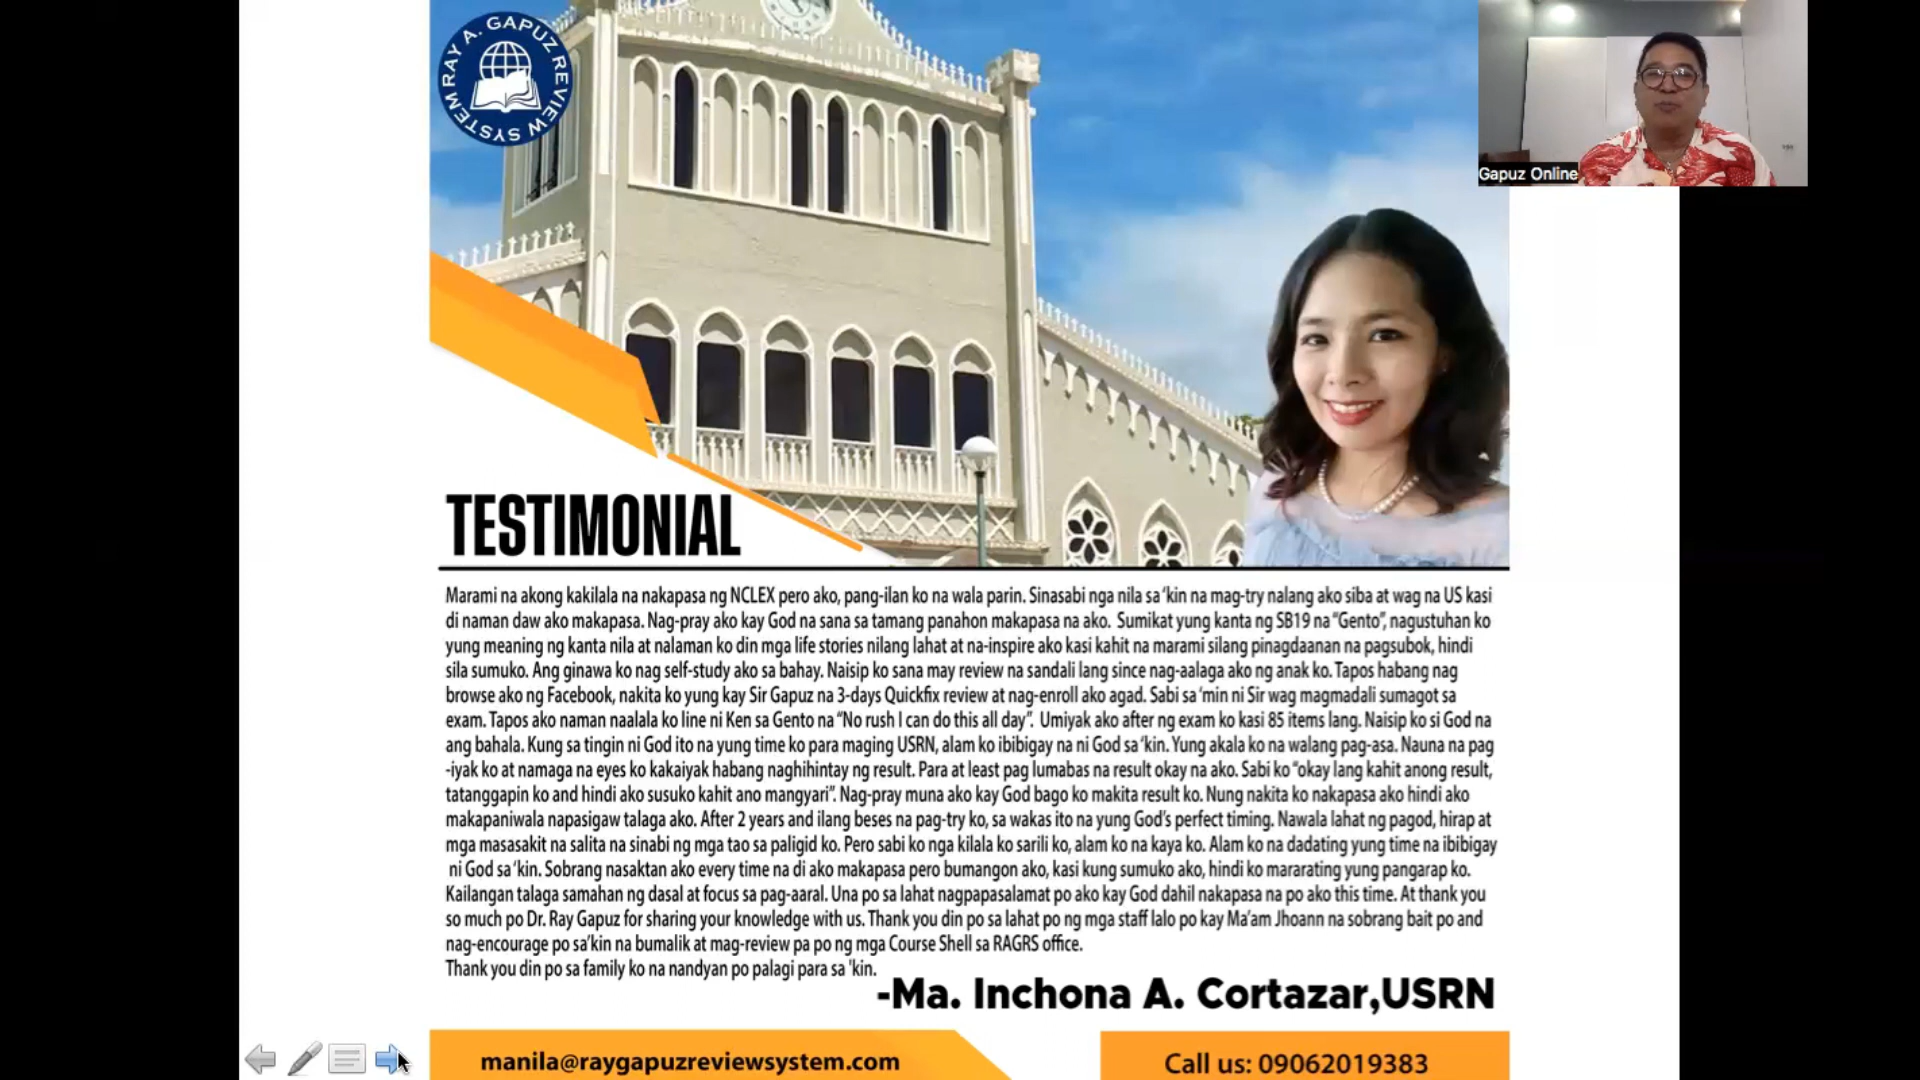 RAY A. GAPUZ REVIEW SYSTEM
Gapuz Online
TESTIMONIAL
Marami na akong kakilala na nakapasa ng NCLEX pero ako, pang-ilan ko na wala parin. Sinasabi nga nila sa ‘kin na mag-try nalang ako siba at wag na US kasi
di naman daw ako makapasa. Nag-pray ako kay God na sana sa tamang panahon makapasa na ako. Sumikat yung kanta ng SB19 na “Gento”, nagustuhan ko
yung meaning ng kanta nila at nalaman ko din mga life stories nilang lahat at na-inspire ako kasi kahit na marami silang pinagdaanan na pagsubok, hindi
sila sumuko. Ang ginawa ko nag self-study ako sa bahay. Naisip ko sana may review na sandali lang since nag-aalaga ako ng anak ko. Tapos habang nag
browse ako ng Facebook, nakita ko yung kay Sir Gapuz na 3-days Quickfix review at nag-enroll ako agad. Sabi sa ‘min ni Sir wag magmadali sumagot sa
exam. Tapos ako naman naalala ko line ni Ken sa Gento na “No rush I can do this all day”. Umiyak ako after ng exam ko kasi 85 items lang. Naisip ko si God na
ang bahala. Kung sa tingin ni God ito na yung time ko para maging USRN, alam ko ibibigay na ni God sa ‘kin. Yung akala ko na walang pag-asa. Nauna na pag
-iyak ko at namaga na eyes ko kakaiyak habang naghihintay ng result. Para at least pag lumabas na result okay na ako. Sabi ko “okay lang kahit anong result,
tatanggapin ko and hindi ako susuko kahit ano mangyari”. Nag-pray muna ako kay God bago ko makita result ko. Nung nakita ko nakapasa ako hindi ako
makapaniwala napasigaw talaga ako. After 2 years and ilang beses na pag-try ko, sa wakas ito na yung God’s perfect timing. Nawala lahat ng pagod, hirap at
mga masasakit na salita na sinabi ng mga tao sa paligid ko. Pero sabi ko nga kilala ko sarili ko, alam ko na kaya ko. Alam ko na dadating yung time na ibibigay
ni God sa ‘kin. Sobrang nasaktan ako every time na di ako makapasa pero bumangon ako, kasi kung sumuko ako, hindi ko mararating yung pangarap ko.
Kailangan talaga samahan ng dasal at focus sa pag-aaral. Una po sa lahat nagpapasalamat po ako kay God dahil nakapasa na po ako this time. At thank you
so much po Dr. Ray Gapuz for sharing your knowledge with us. Thank you din po sa lahat po ng mga staff lalo po kay Ma’am Jhoann na sobrang bait po and
nag-encourage po sa’kin na bumalik at mag-review pa po ng mga Course Shell sa RAGRS office.
Thank you din po sa family ko na nandyan po palagi para sa 'kin.
-Ma. Inchona A. Cortazar,USRN
manila@raygapuzreviewsystem.com
Call us: 09062019383